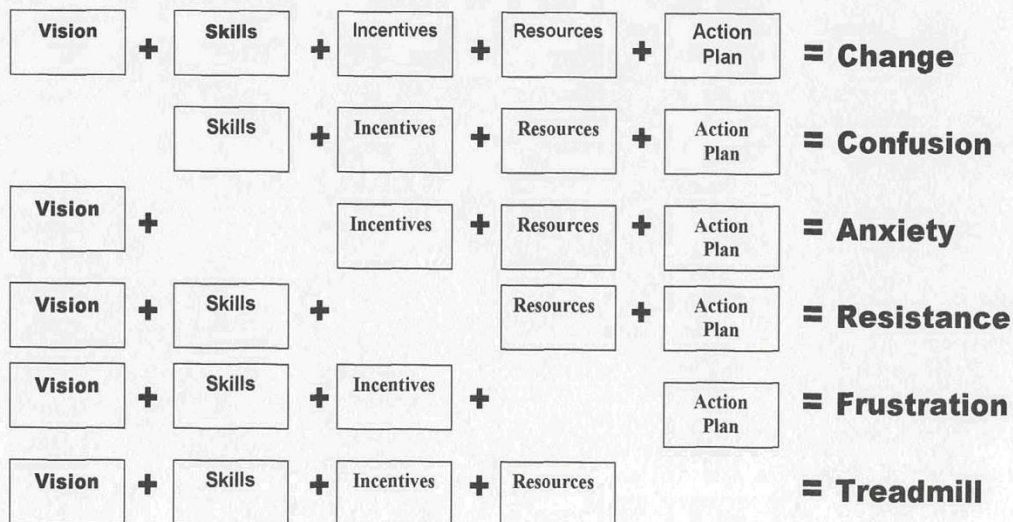 Vision + Skills + Incentives + Resources + Action Plan = Change
Skills + Incentives + Resources + Action Plan = Confusion
Vision + Incentives + Resources + Action Plan = Anxiety
Vision + Skills + Resources + Action Plan = Resistance
Vision + Skills + Incentives + Action Plan = Frustration
Vision + Skills + Incentives + Resources = Treadmill